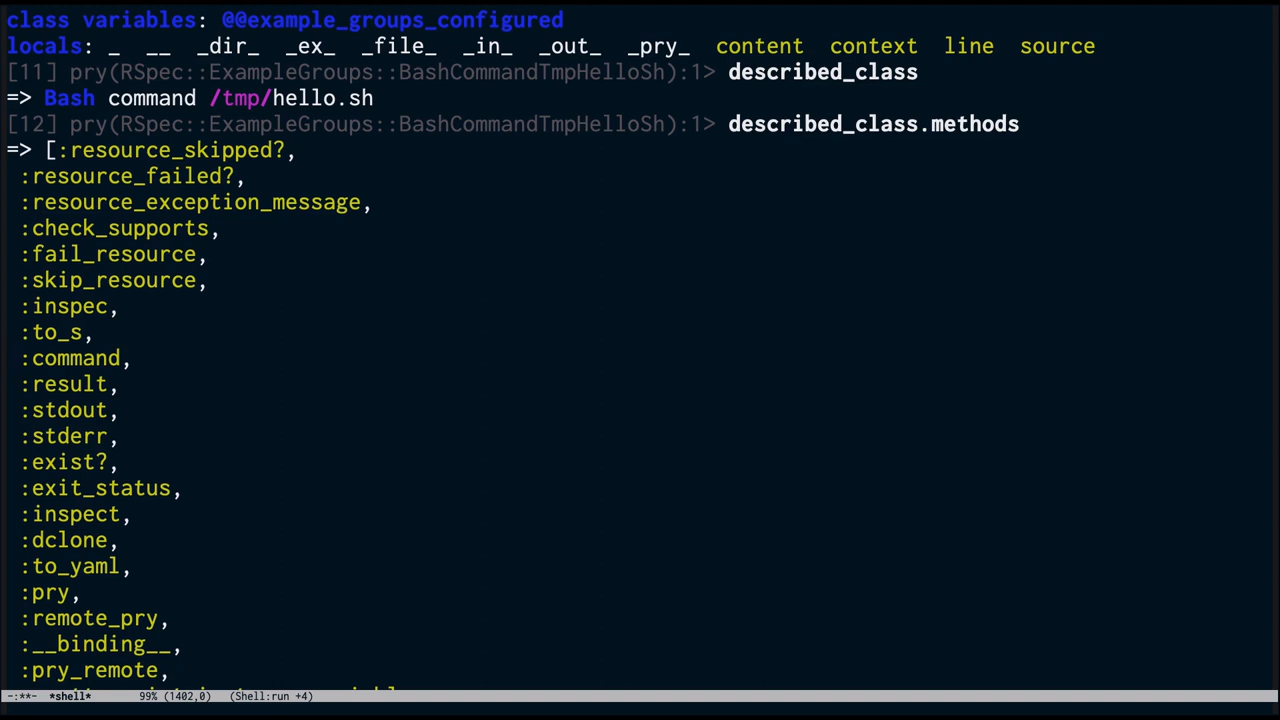 class variables: @@example_groups_configured
locals: _ __ _dir_ _ex_ _file_ _in_ _out_ _pry_ content context line source
[11] pry(RSpec::ExampleGroups::BashCommandTmpHelloSh):1> described_class
=> Bash command /tmp/hello.sh
[12] pry(RSpec::ExampleGroups::BashCommandTmpHelloSh):1> described_class.methods
=> [:resource_skipped?,
:resource_failed?,
:resource_exception_message,
:check_supports,
:fail_resource,
:skip_resource,
:inspec,
:to_s,
:command,
:result,
:stdout,
:stderr,
:exist?,
:exit_status,
:inspect,
:dclone,
:to_yaml,
:pry,
:remote_pry,
:__binding__,
:pry_remote,
-:**- *shell* 99% (1402,0) (Shell:run +4)